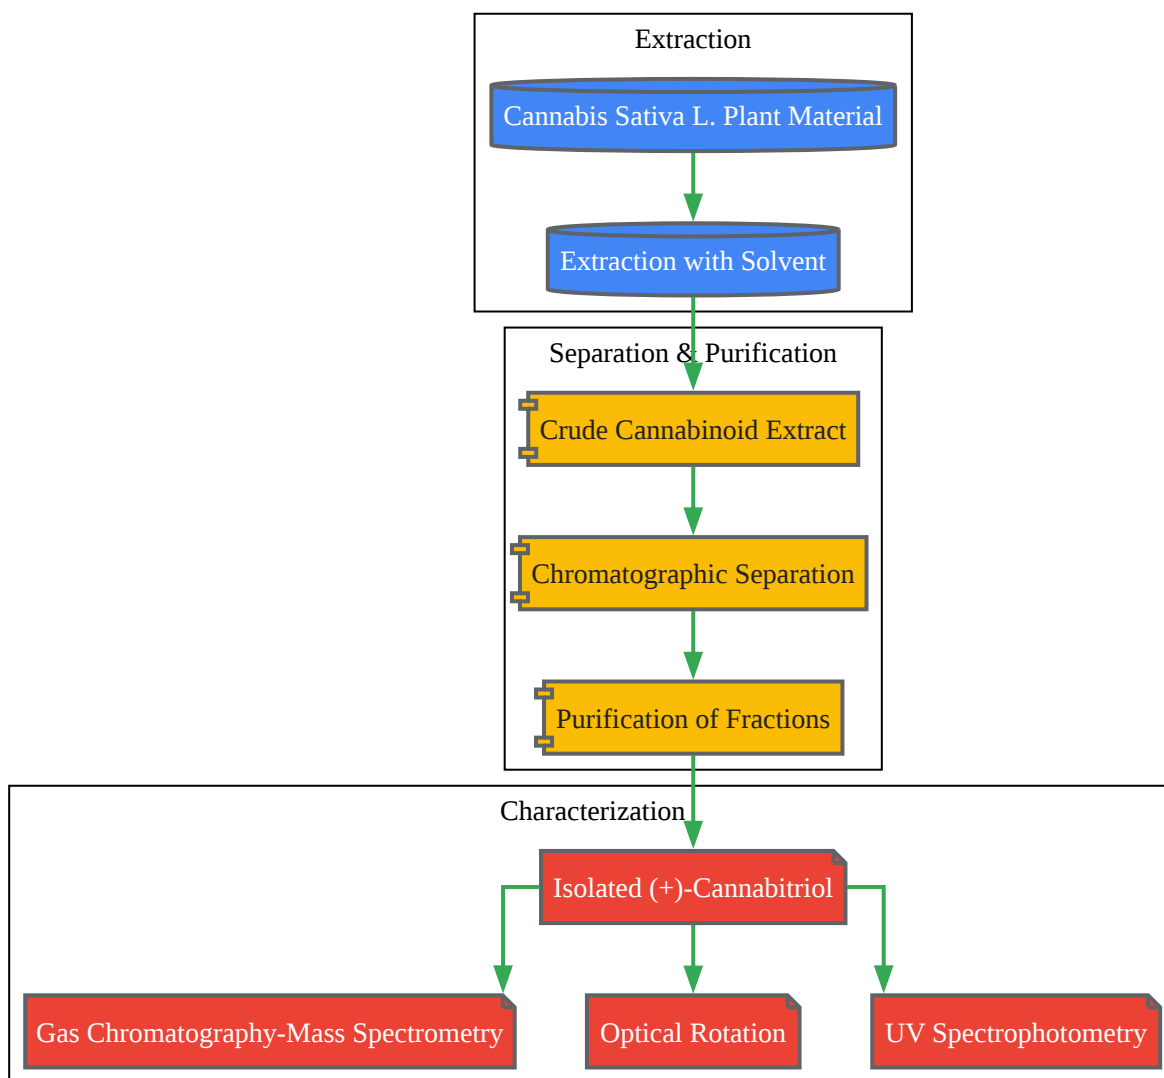 Extraction
Cannabis Sativa L. Plant Material
Extraction with Solvent
Separation & Purification
Crude Cannabinoid Extract
Chromatographic Separation
Purification of Fractions
Characterization
Isolated (+)-Cannabitriol
Gas Chromatography-Mass Spectrometry
Optical Rotation
UV Spectrophotometry